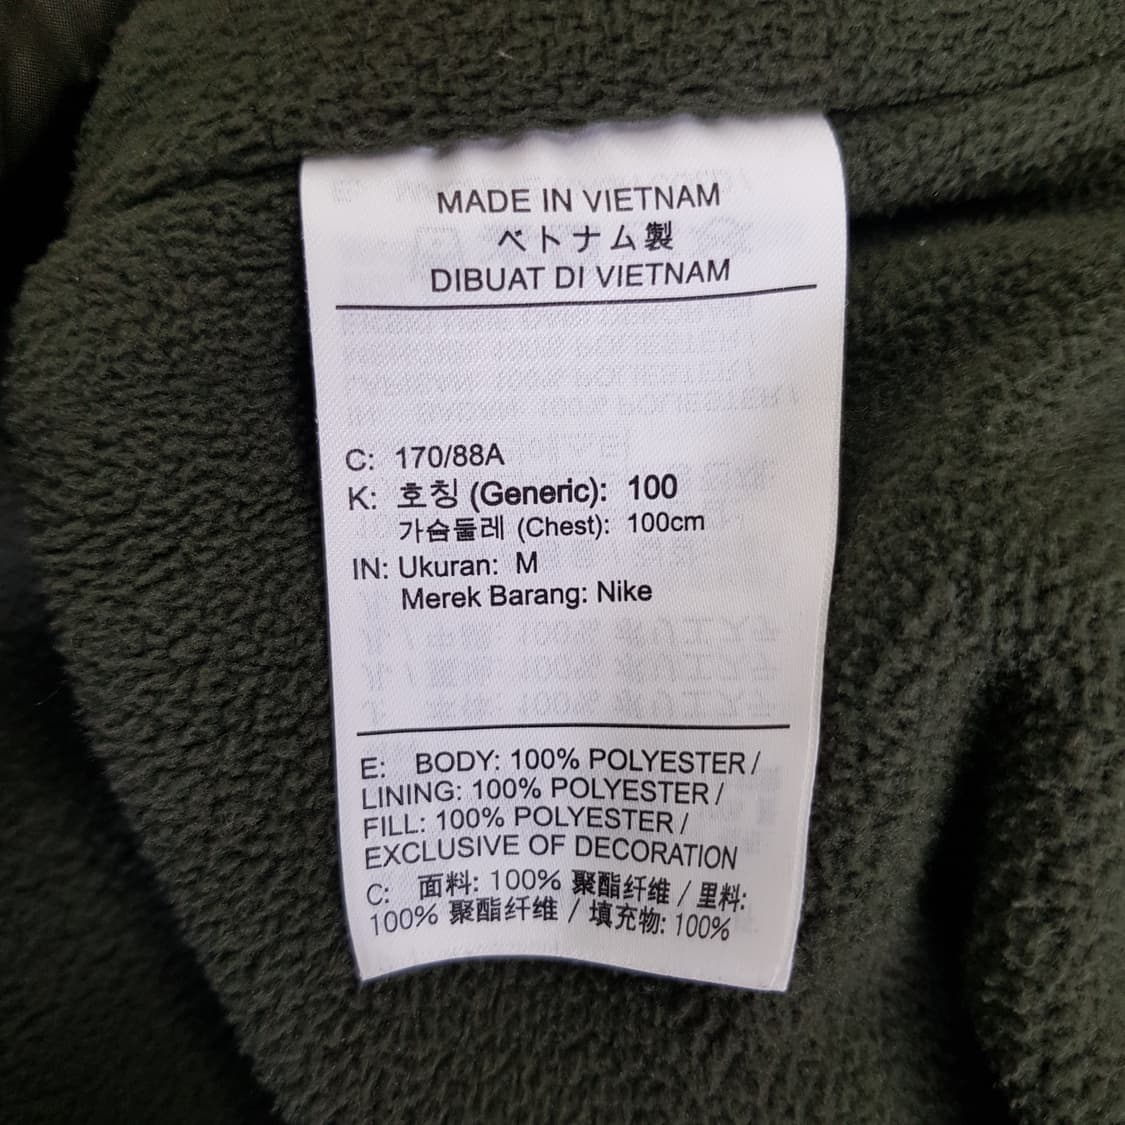 MADE IN VIETNAM
ベトナム製
DIBUAT DI VIETNAM
C: 170/88A
K: 호칭 (Generic): 100
가슴둘레 (Chest): 100cm
IN: Ukuran: M
Merek Barang: Nike
E: BODY: 100% POLYESTER /
LINING: 100% POLYESTER /
FILL: 100% POLYESTER /
EXCLUSIVE OF DECORATION
C: 面料: 100% 聚酯纤维 / 里料:
100% 聚酯纤维 / 填充物: 100%